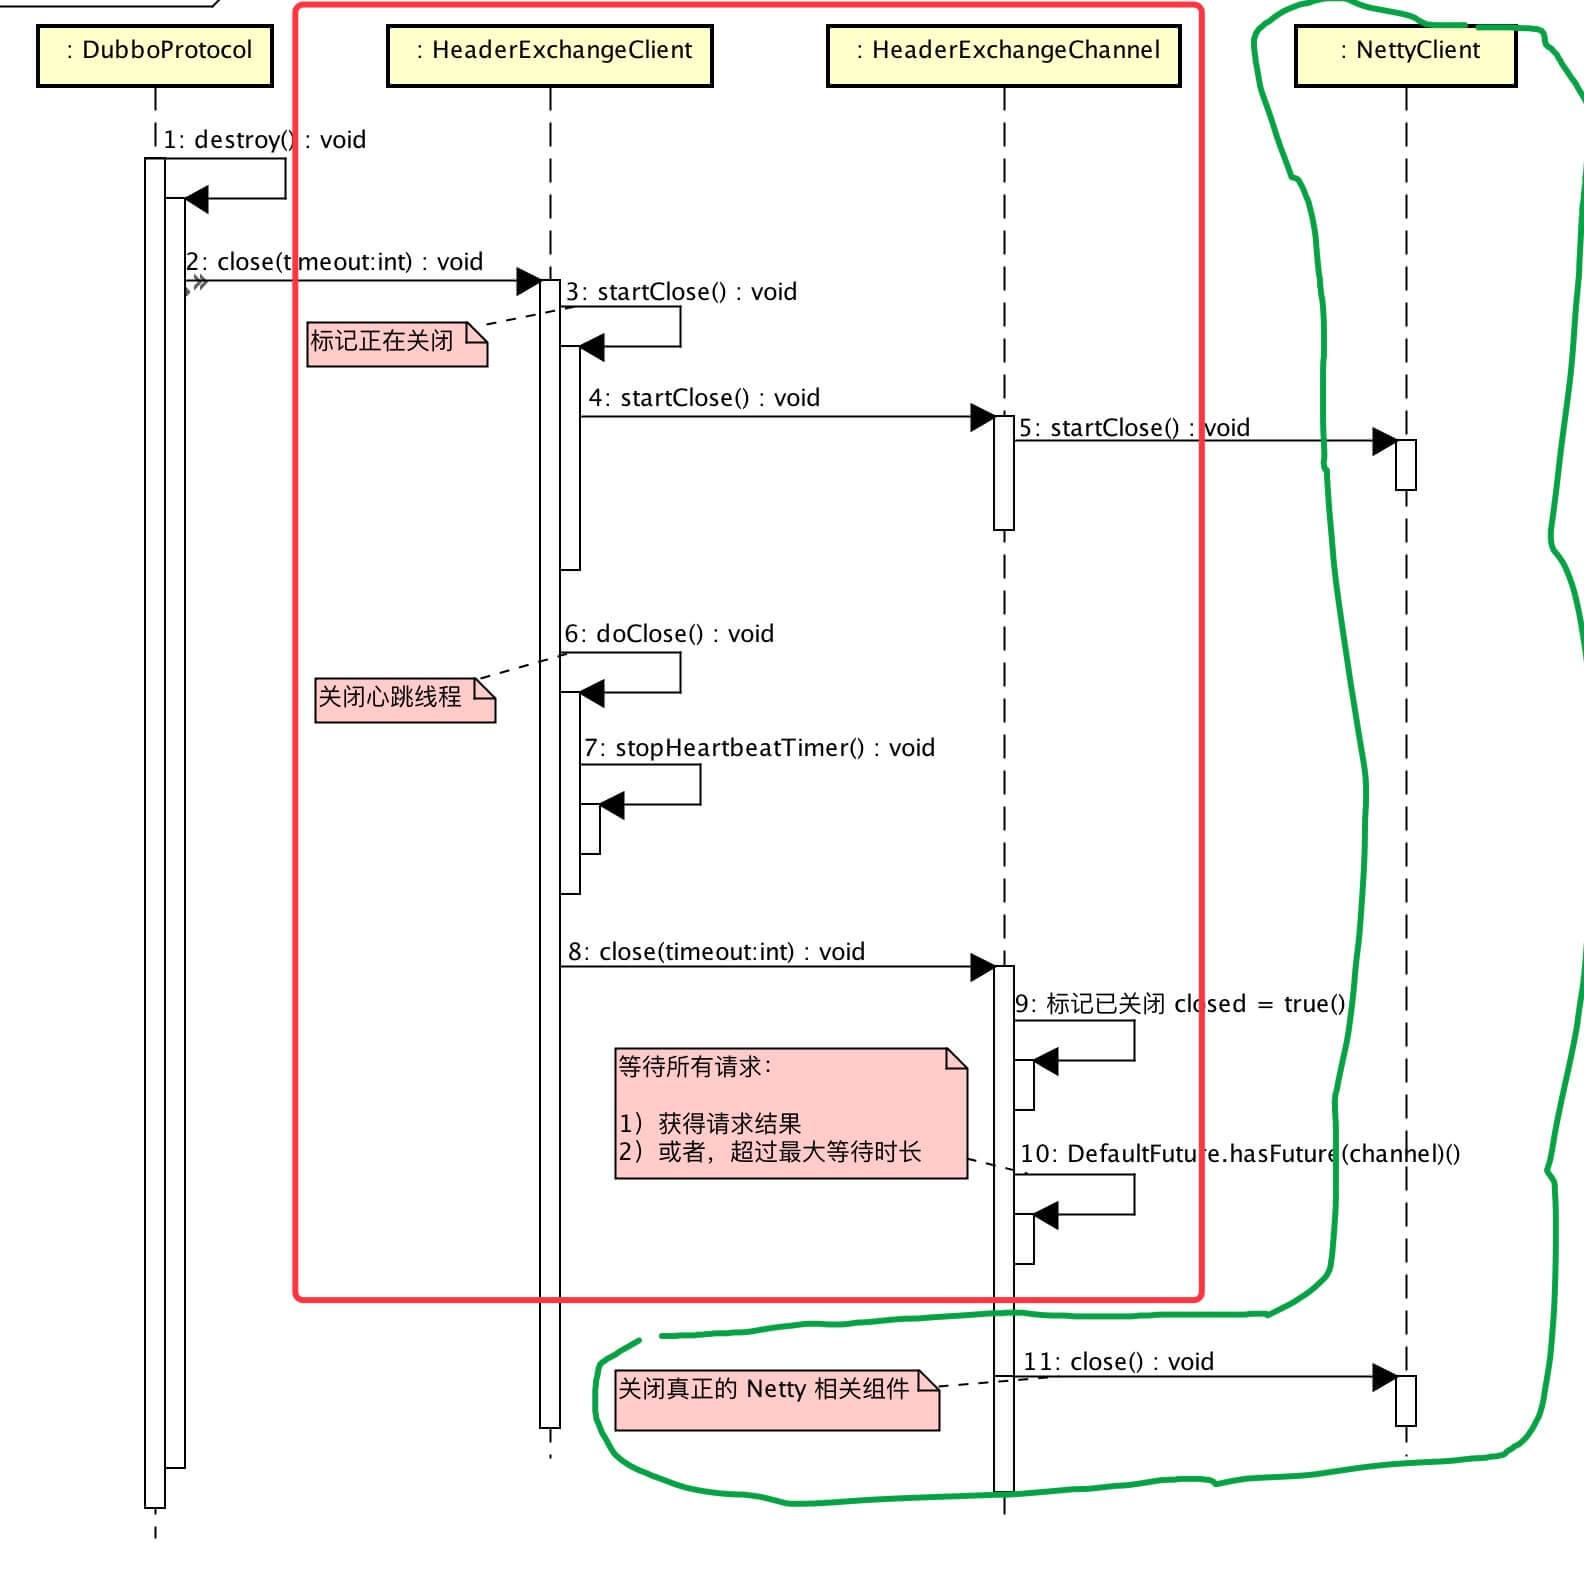 : DubboProtocol
: HeaderExchangeClient
: HeaderExchangeChannel
: NettyClient
1: destroy() : void
2: close(timeout:int) : void
3: startClose() : void
标记正在关闭
4: startClose() : void
5: startClose() : void
6: doClose() : void
关闭心跳线程
7: stopHeartbeatTimer() : void
8: close(timeout:int) : void
9: 标记已关闭 closed = true()
等待所有请求：
1）获得请求结果
2）或者，超过最大等待时长
10: DefaultFuture.hasFuture(channel)()
11: close() : void
关闭真正的 Netty 相关组件